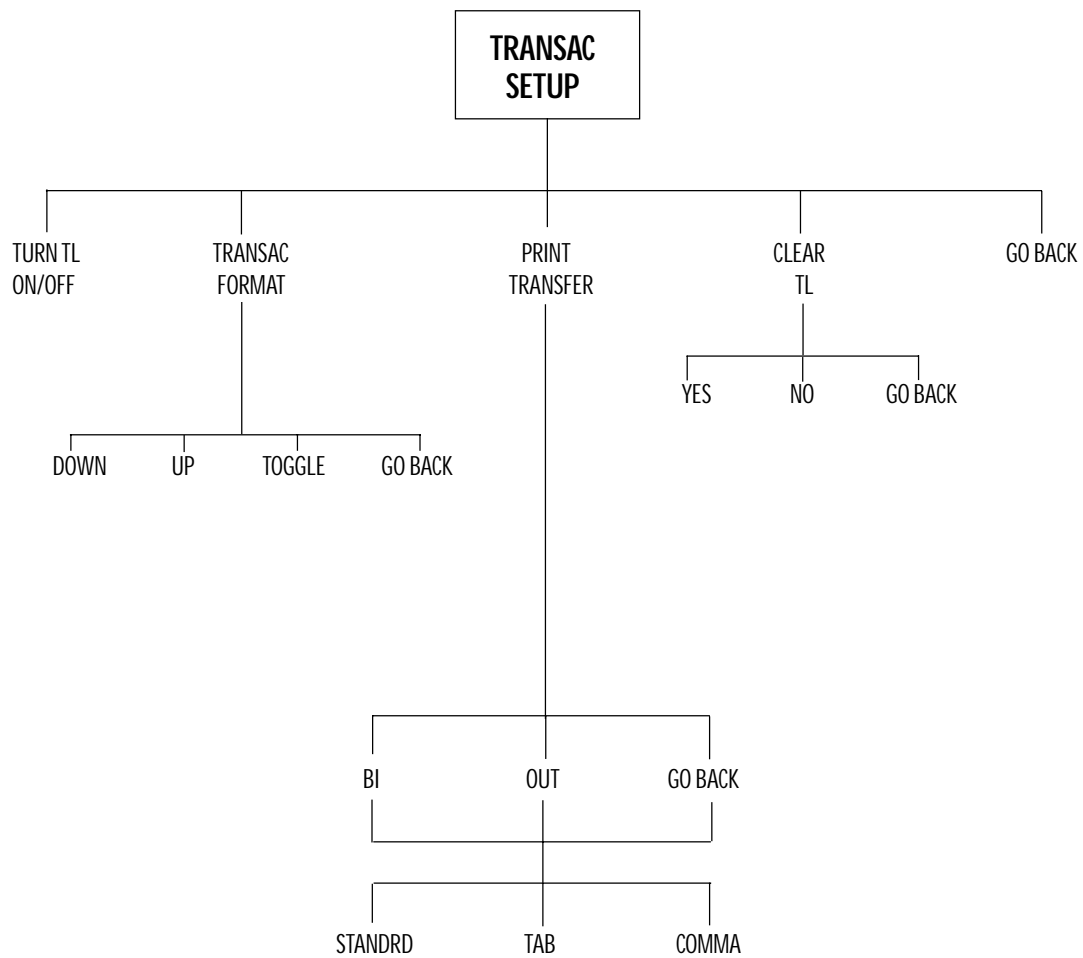 TRANSAC
SETUP
TURN TL
ON/OFF
TRANSAC
FORMAT
PRINT
TRANSFER
CLEAR
TL
GO BACK
YES
NO
GO BACK
DOWN
UP
TOGGLE
GO BACK
BI
OUT
GO BACK
STANDRD
TAB
COMMA